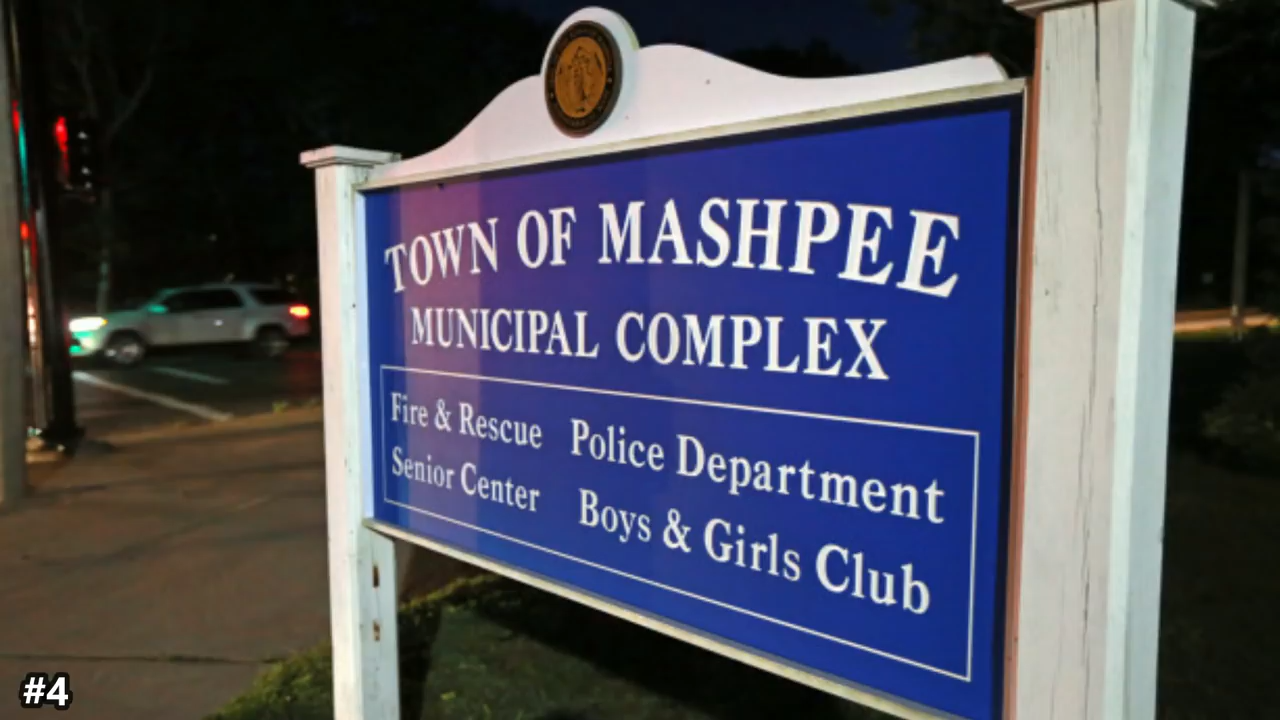 TOWN OF MASHPEE
MUNICIPAL COMPLEX
Fire & Rescue Police Department
Senior Center Boys & Girls Club
#4